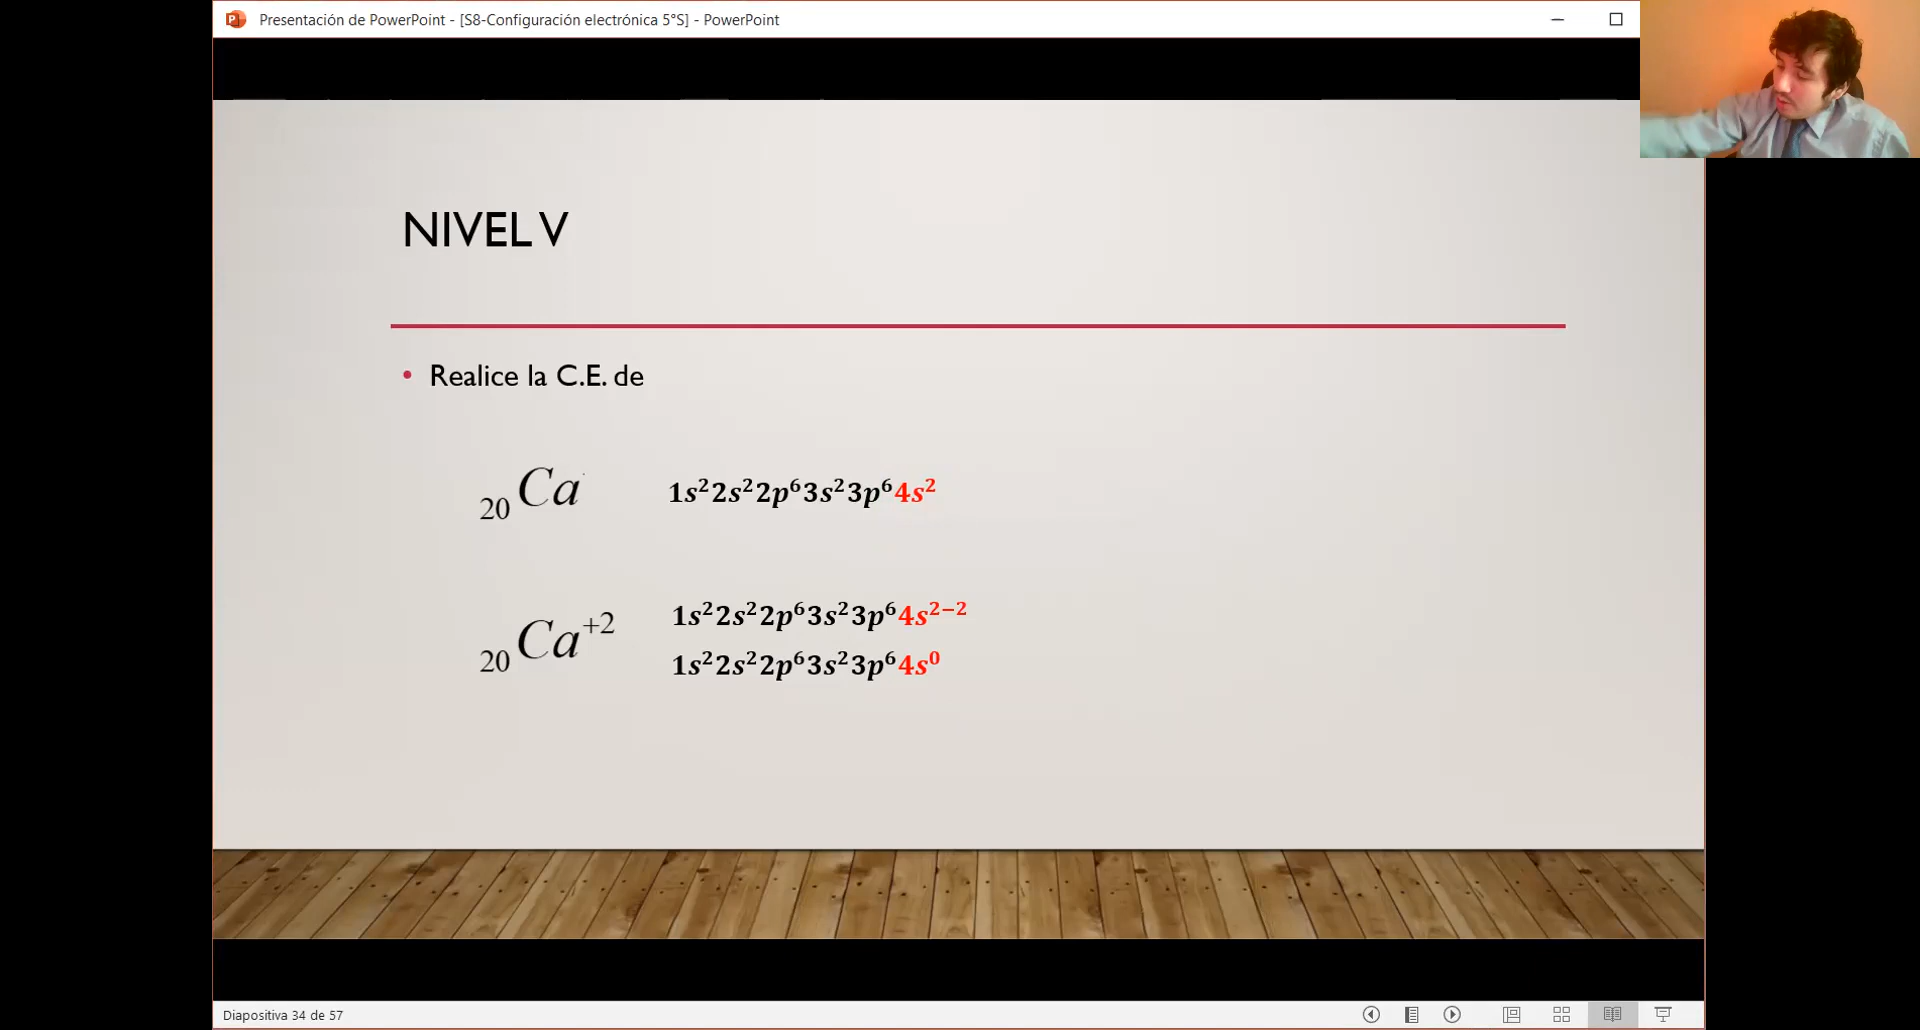 Presentación de PowerPoint - [S8-Configuración electrónica 5°S] - PowerPoint
NIVEL V
• Realice la C.E. de
₂₀Ca 1s²2s²2p⁶3s²3p⁶4s²
₂₀Ca⁺² 1s²2s²2p⁶3s²3p⁶4s²⁻²
1s²2s²2p⁶3s²3p⁶4s⁰
Diapositiva 34 de 57